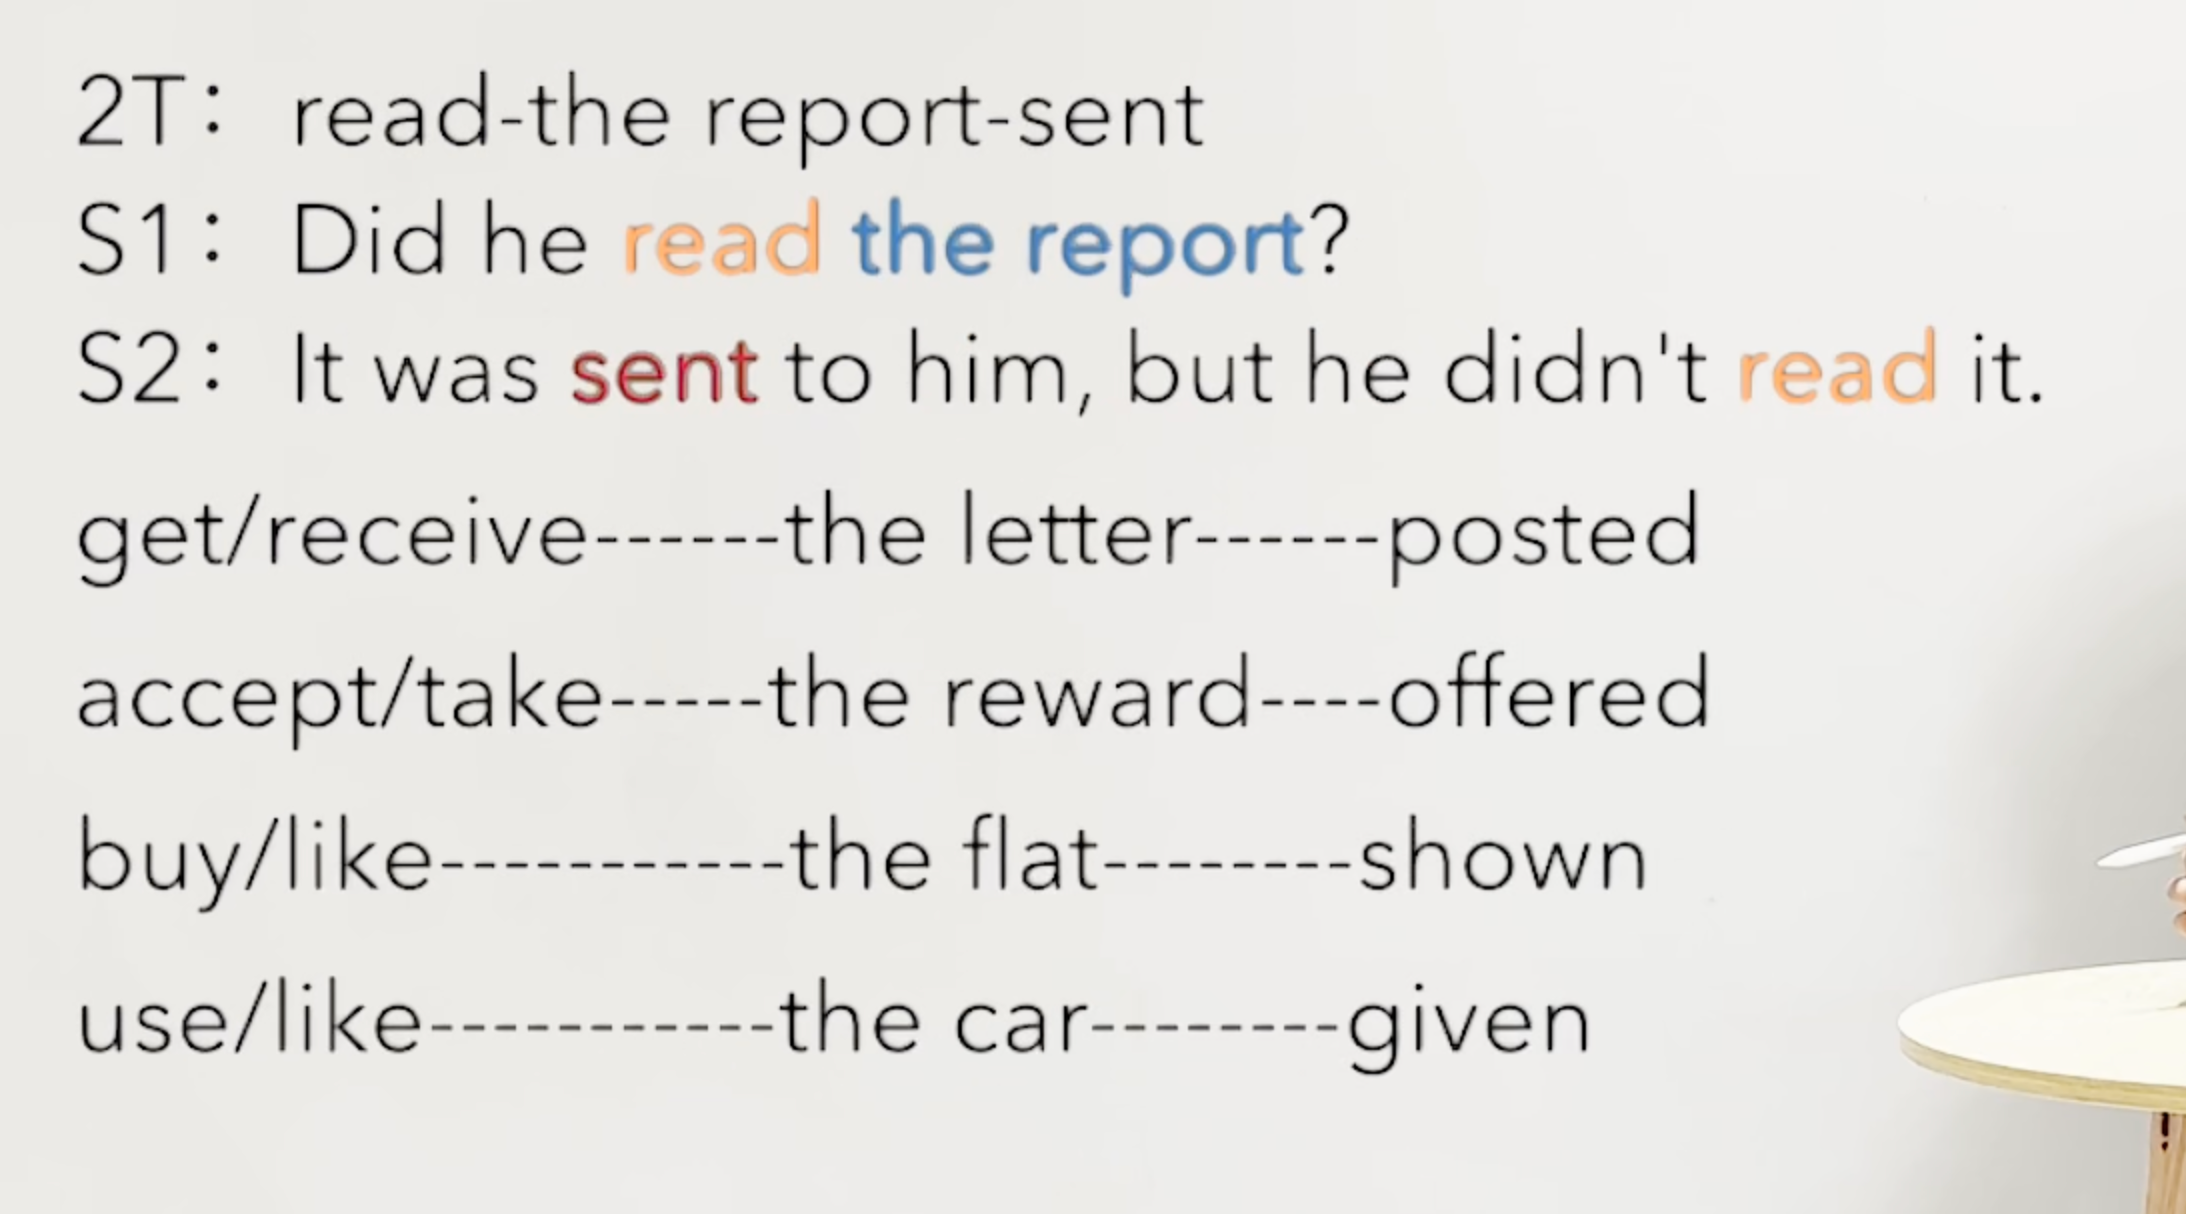 2T: read-the report-sent
S1: Did he read the report?
S2: It was sent to him, but he didn't read it.
get/receive------the letter------posted
accept/take-----the reward----offered
buy/like-----------the flat--------shown
use/like-----------the car--------given